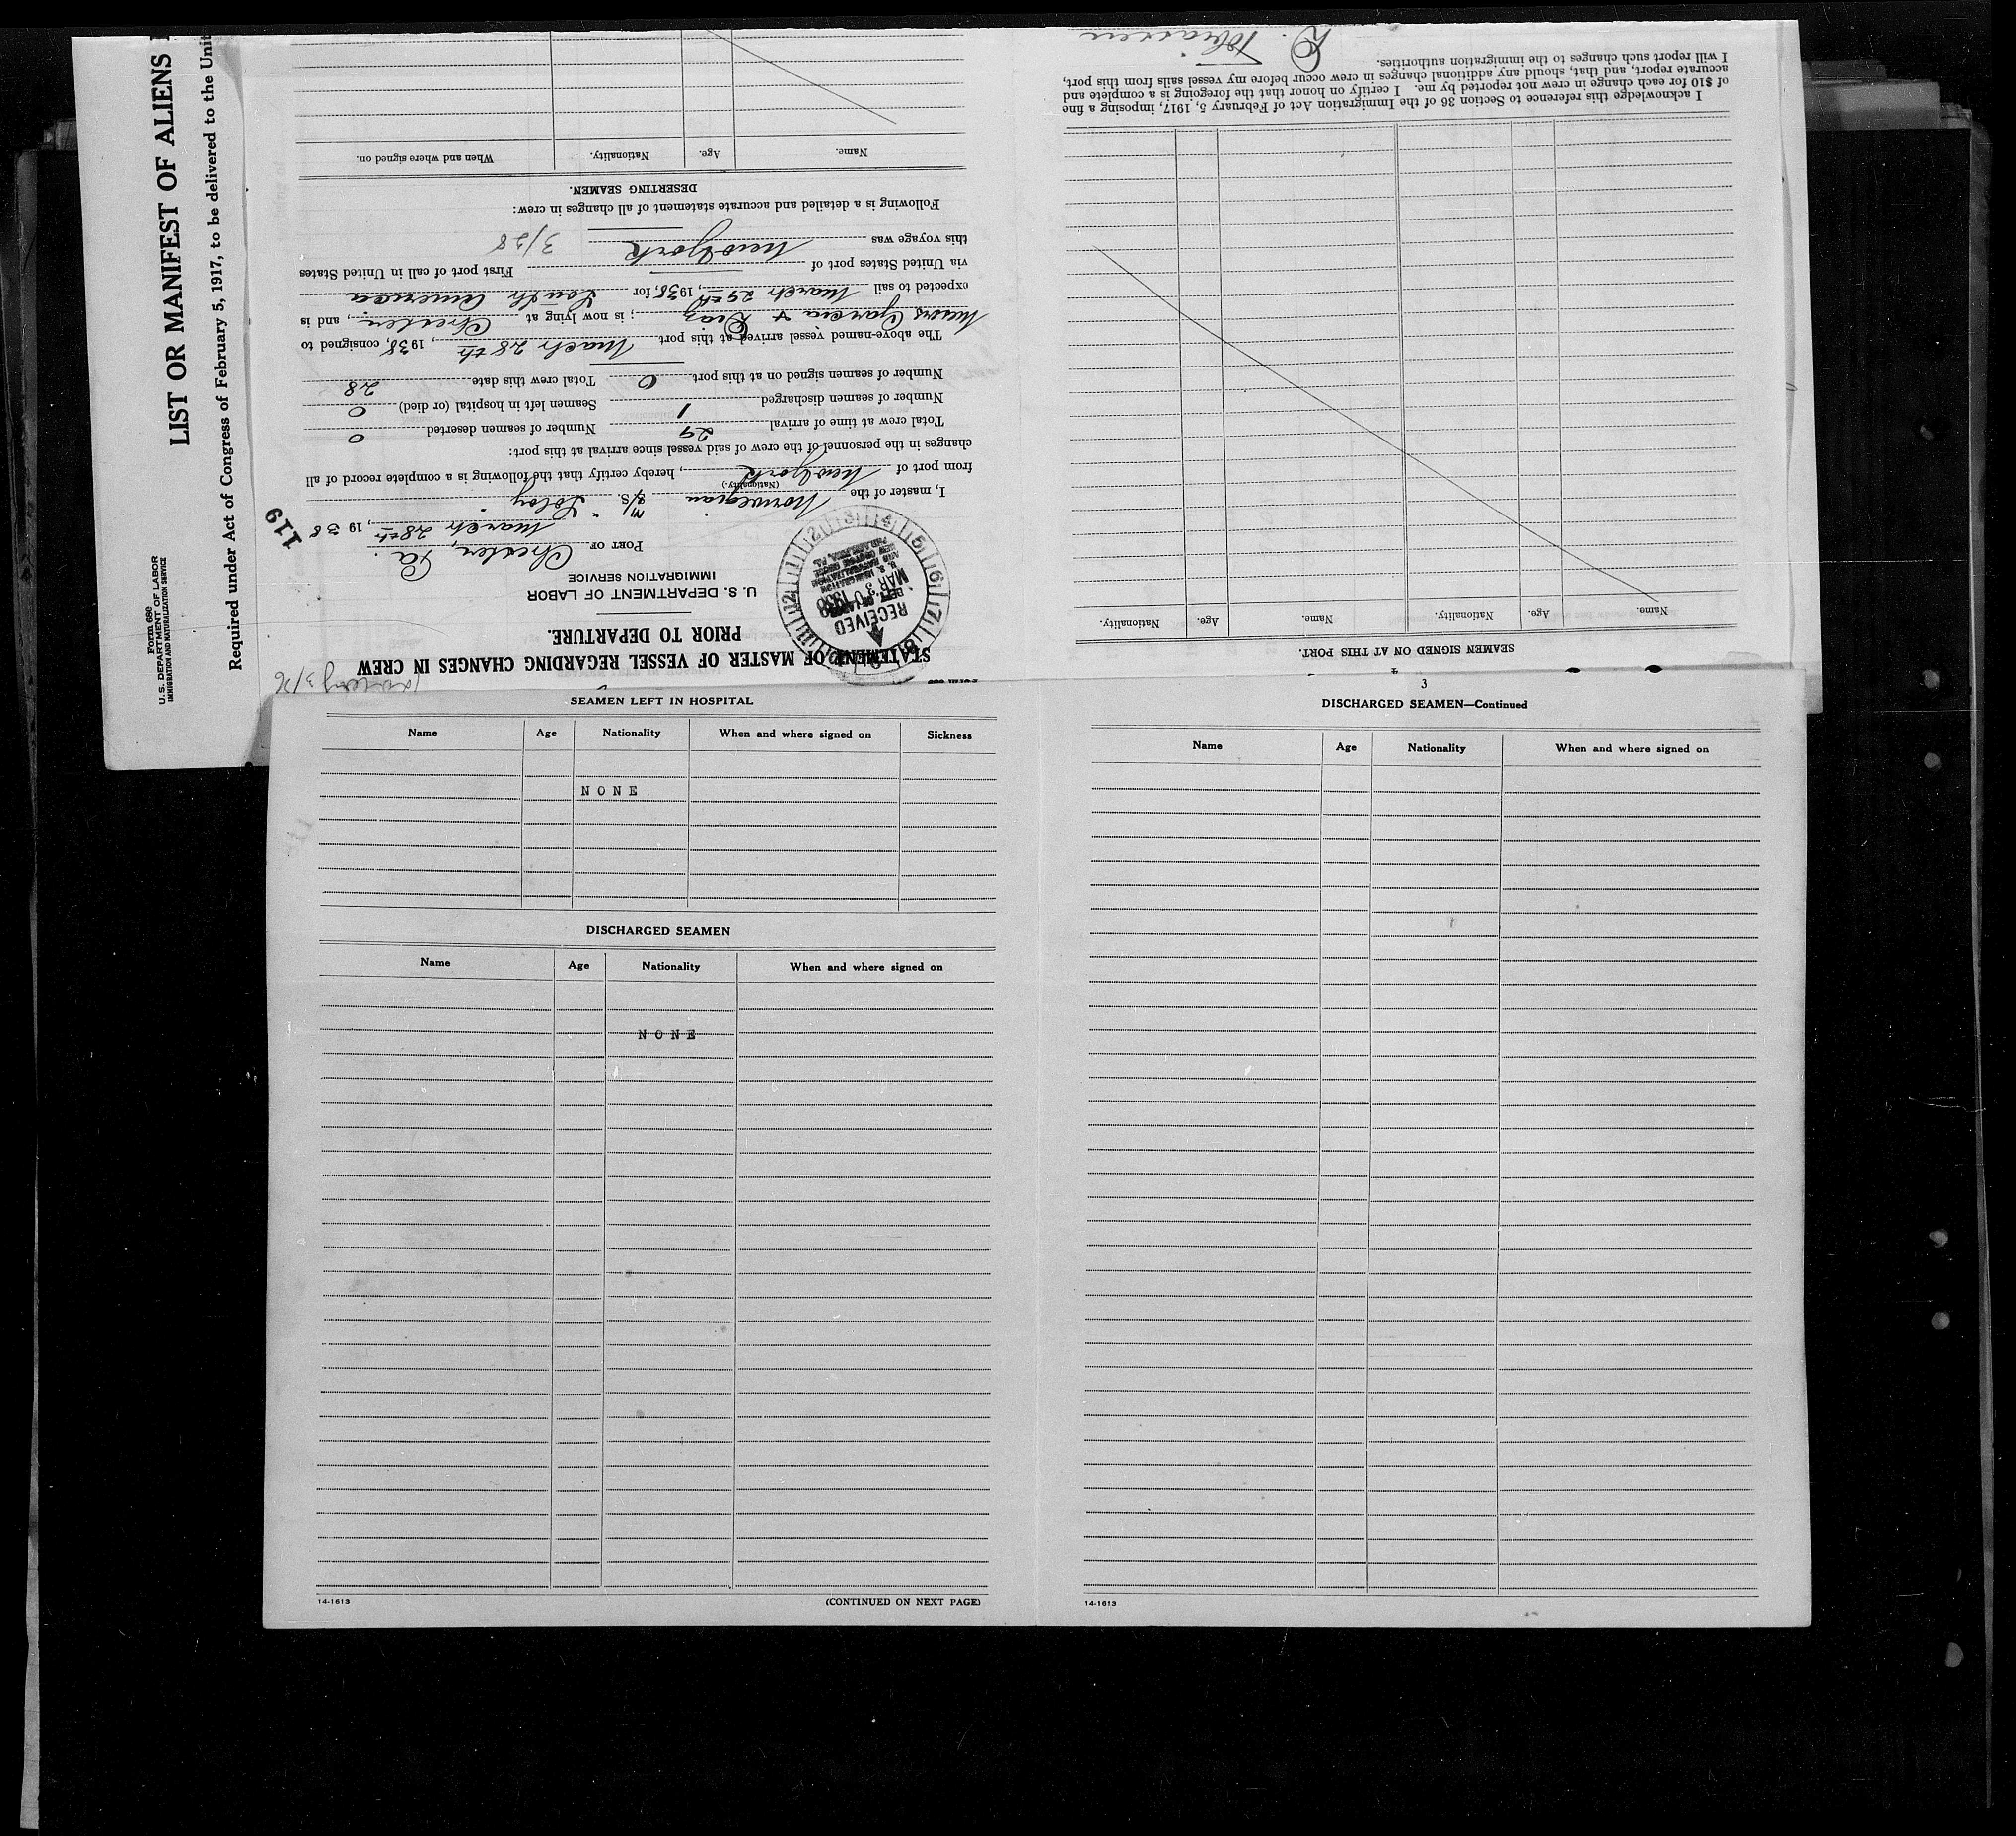 Form 680
U. S. DEPARTMENT OF LABOR
IMMIGRATION AND NATURALIZATION SERVICE
LIST OR MANIFEST OF ALIENS
Required under Act of Congress of February 5, 1917, to be delivered to the Unit
119
STATEMENT OF MASTER OF VESSEL REGARDING CHANGES IN CREW
PRIOR TO DEPARTURE.
U. S. DEPARTMENT OF LABOR
IMMIGRATION SERVICE
RECEIVED
DEPT. OF LABOR
MAR 30 1938
PORT OF Chester, Pa.
March 28th, 1938
I, master of the Norwegian M/S. "
(Nationality.)
from port of New York, hereby certify that the following is a complete record of all
changes in the personnel of the crew of said vessel since arrival at this port:
Total crew at time of arrival 29 Number of seamen deserted 0
Number of seamen discharged 1 Seamen left in hospital (or died) 0
Number of seamen signed on at this port 0 Total crew this date 28
The above-named vessel arrived at this port March 28th, 1938, consigned to
Messrs Garcia & Diaz; is now lying at Chester, and is
expected to sail March 29th, 1938, for South America
via United States port of First port of call in United States
this voyage was New York 3/28
Following is a detailed and accurate statement of all changes in crew:
DESERTING SEAMEN.
Name. Age. Nationality. When and where signed on.
SEAMEN SIGNED ON AT THIS PORT.
Name. Age. Nationality. Name. Age. Nationality.
I acknowledge this reference to Section 36 of the Immigration Act of February 5, 1917, imposing a fine
of $10 for each change in crew not reported by me. I certify on honor that the foregoing is a complete and
accurate report, and that, should any additional changes in crew occur before my vessel sails from this port,
I will report such changes to the immigration authorities.
SEAMEN LEFT IN HOSPITAL
Name Age Nationality When and where signed on Sickness
NONE
DISCHARGED SEAMEN
Name Age Nationality When and where signed on
NONE
14-1613 (CONTINUED ON NEXT PAGE)
3
DISCHARGED SEAMEN—Continued
Name Age Nationality When and where signed on
14-1613